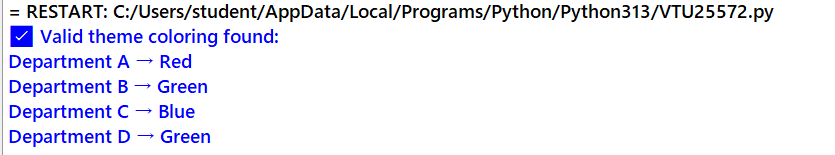 = RESTART: C:/Users/student/AppData/Local/Programs/Python/Python313/VTU25572.py
✅ Valid theme coloring found:
Department A → Red
Department B → Green
Department C → Blue
Department D → Green